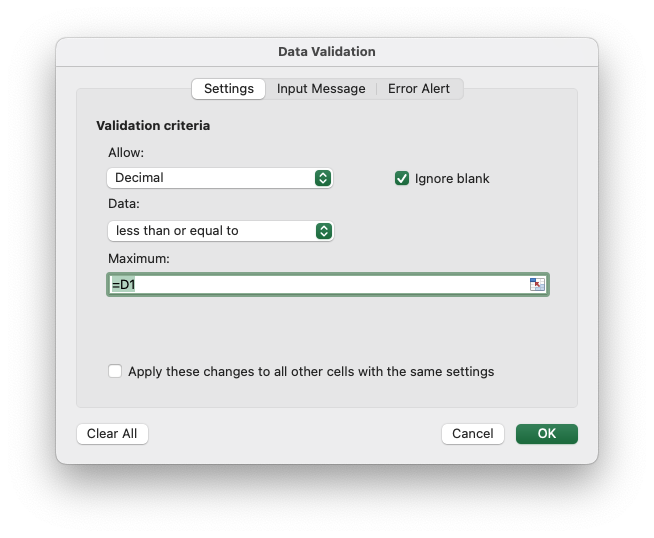 Data Validation
Settings Input Message Error Alert
Validation criteria
Allow:
Decimal
Ignore blank
Data:
less than or equal to
Maximum:
=D1
Apply these changes to all other cells with the same settings
Clear All Cancel OK